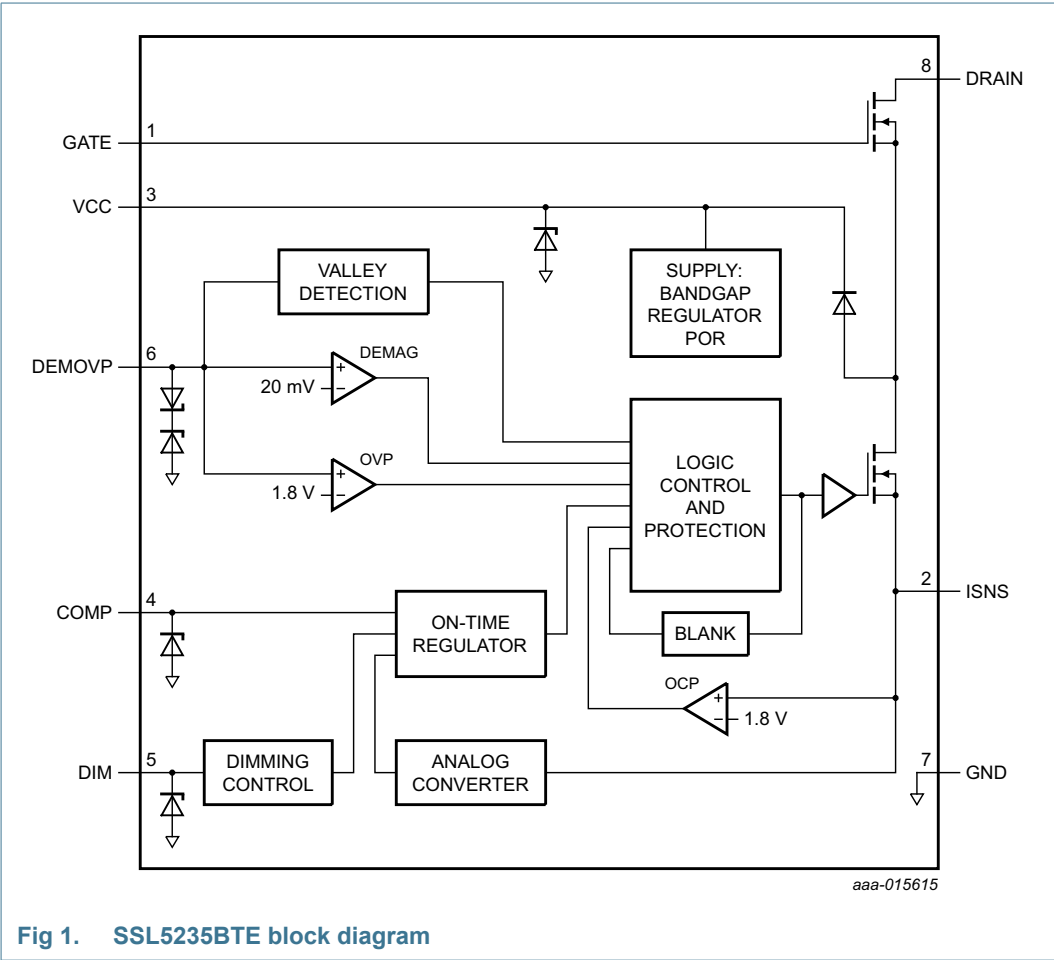 8
DRAIN
GATE
1
VCC
3
VALLEY
DETECTION
SUPPLY:
BANDGAP
REGULATOR
POR
DEMOVP
6
DEMAG
+
20 mV
−
OVP
+
1.8 V
−
LOGIC
CONTROL
AND
PROTECTION
2
ISNS
COMP
4
ON-TIME
REGULATOR
BLANK
OCP
+
−
1.8 V
DIM
5
DIMMING
CONTROL
ANALOG
CONVERTER
7
GND
aaa-015615
Fig 1. SSL5235BTE block diagram